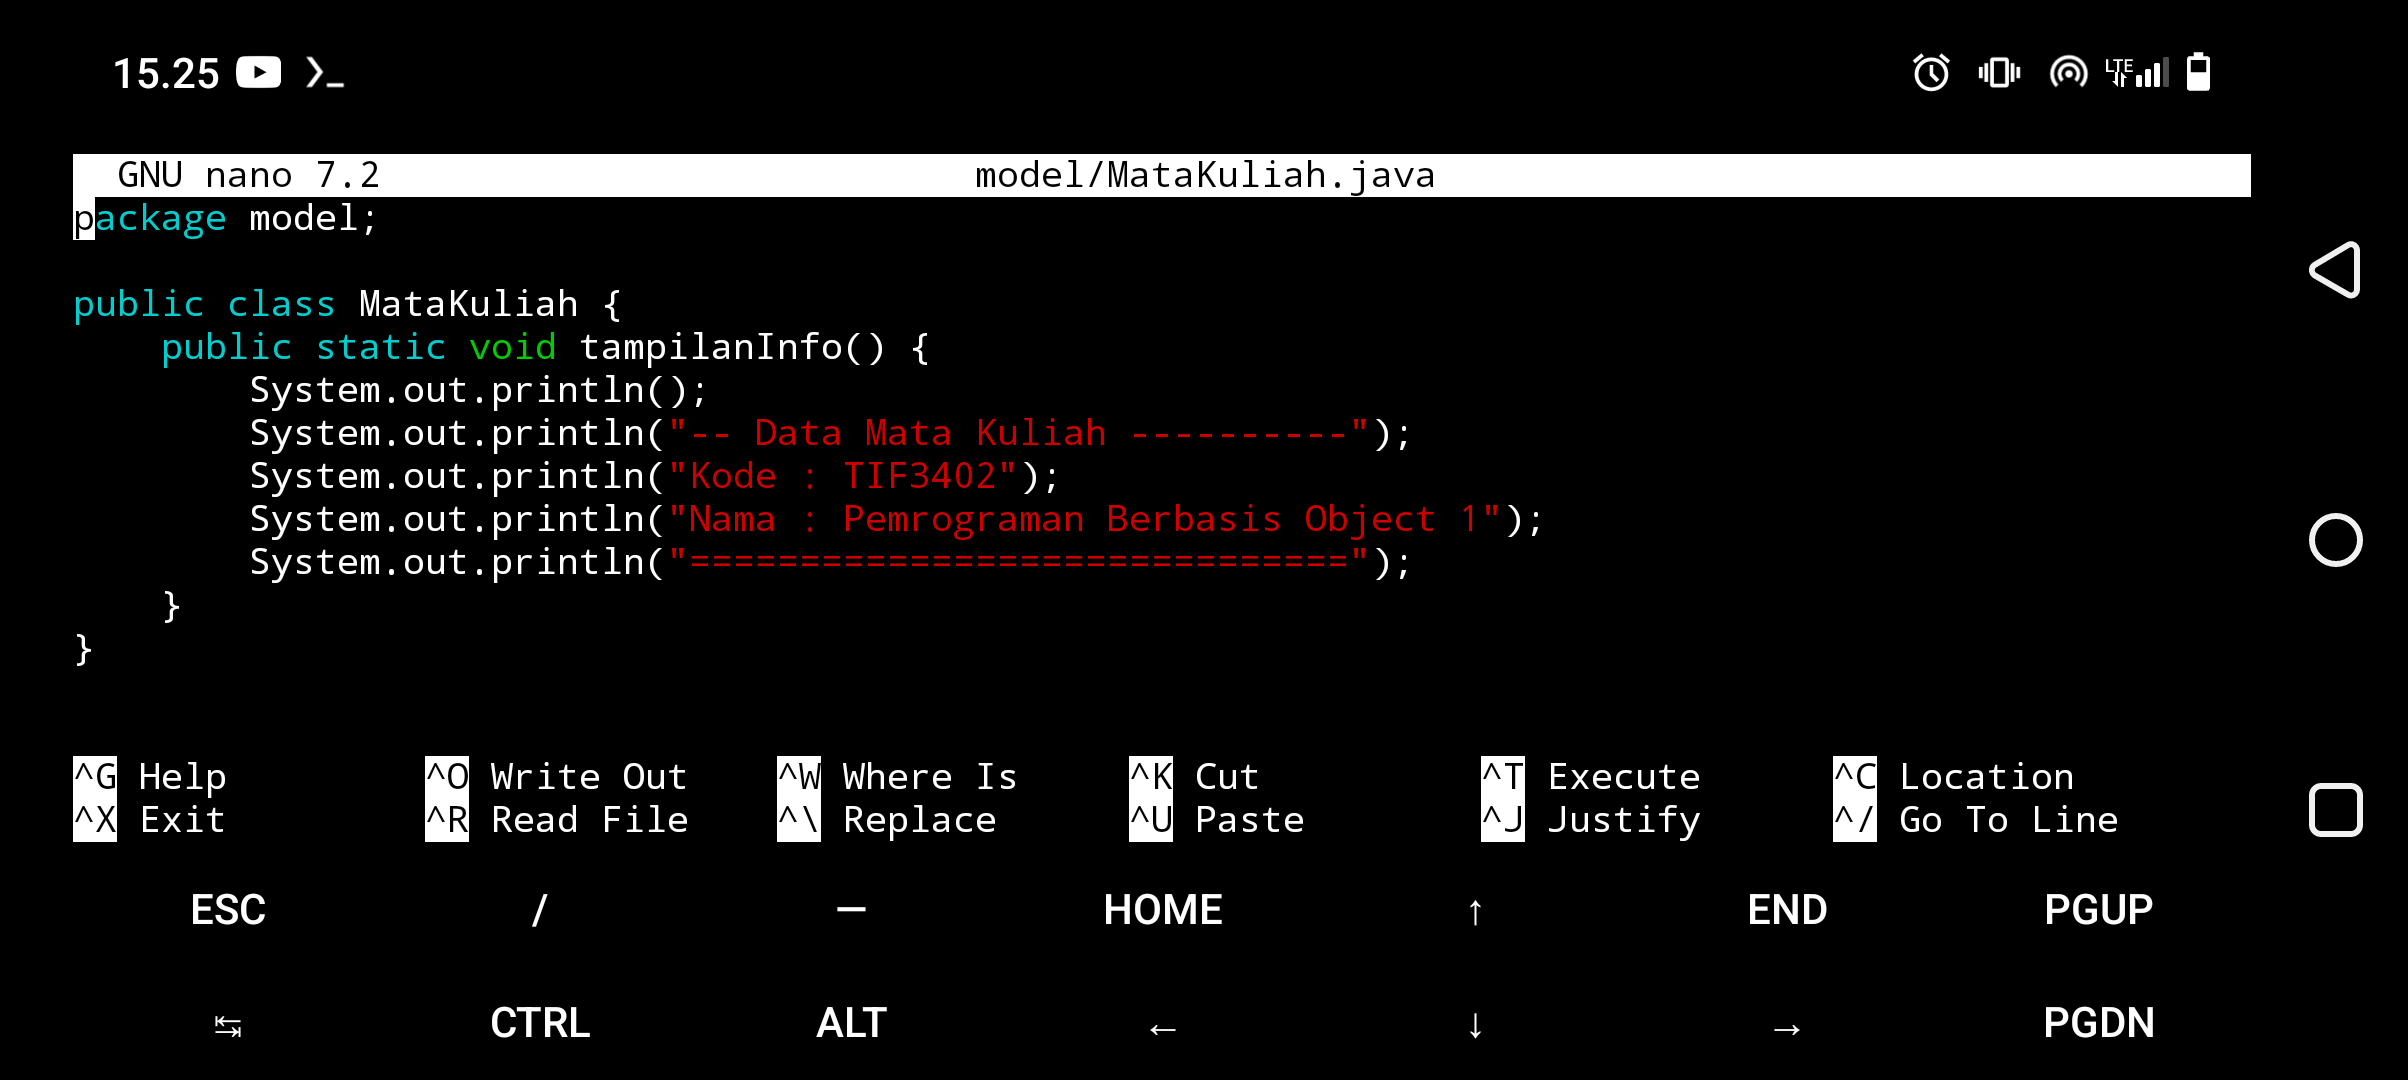 15.25 LTE
GNU nano 7.2 model/MataKuliah.java
package model;

public class MataKuliah {
    public static void tampilanInfo() {
        System.out.println();
        System.out.println("-- Data Mata Kuliah ----------");
        System.out.println("Kode : TIF3402");
        System.out.println("Nama : Pemrograman Berbasis Object 1");
        System.out.println("==============================");
    }
}

^G Help ^O Write Out ^W Where Is ^K Cut ^T Execute ^C Location
^X Exit ^R Read File ^\ Replace ^U Paste ^J Justify ^/ Go To Line
ESC / — HOME ↑ END PGUP
↹ CTRL ALT ← ↓ → PGDN